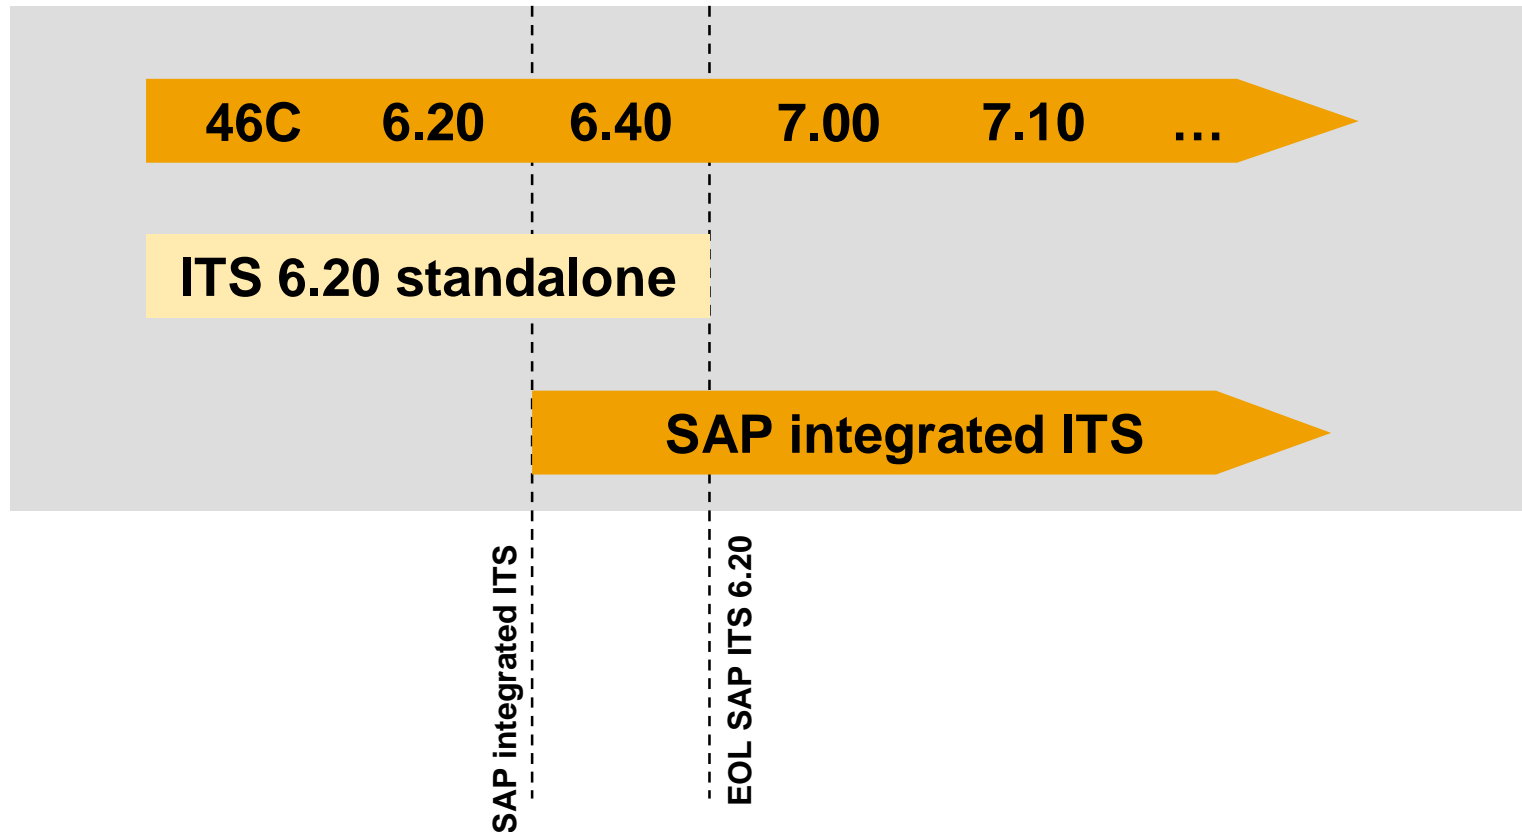 46C 6.20 6.40 7.00 7.10 …
ITS 6.20 standalone
SAP integrated ITS
SAP integrated ITS
EOL SAP ITS 6.20